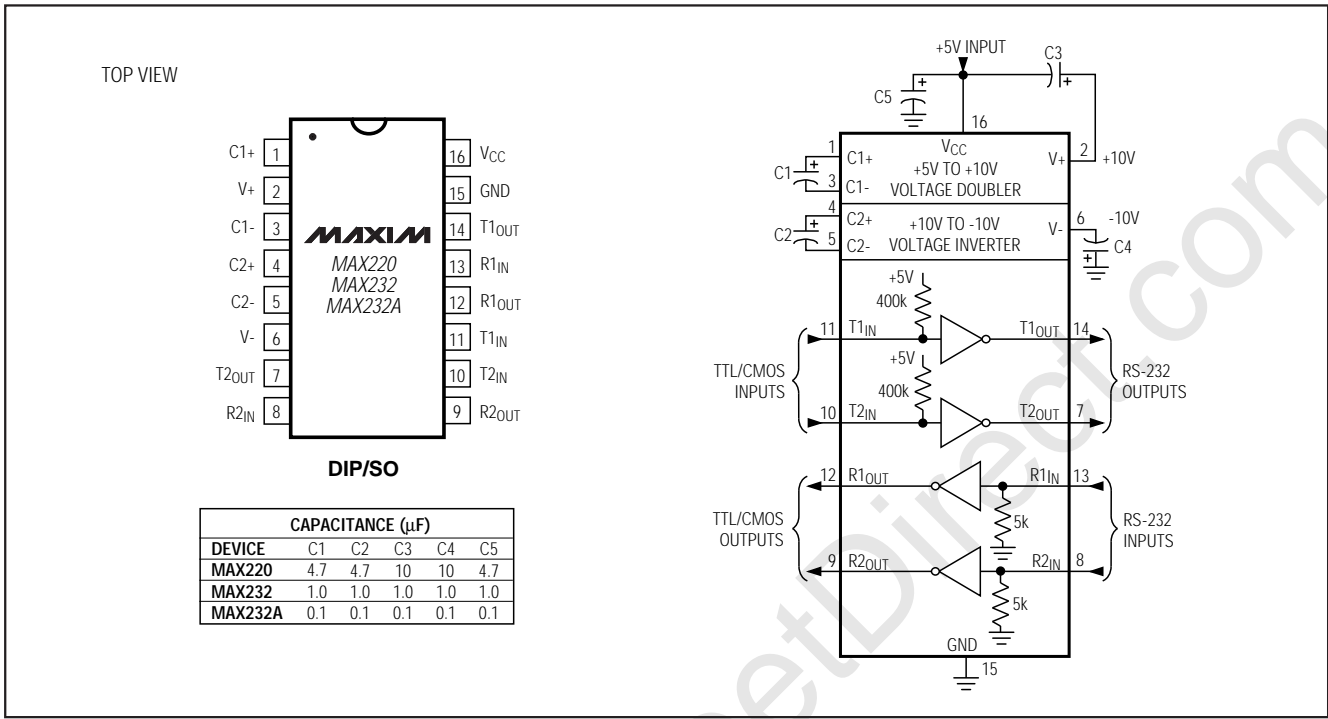 TOP VIEW
C1+ 1
V+ 2
C1- 3
C2+ 4
C2- 5
V- 6
T2OUT 7
R2IN 8
16 VCC
15 GND
14 T1OUT
13 R1IN
12 R1OUT
11 T1IN
10 T2IN
9 R2OUT
MAXIM
MAX220
MAX232
MAX232A
DIP/SO
CAPACITANCE (µF)
DEVICE C1 C2 C3 C4 C5
MAX220 4.7 4.7 10 10 4.7
MAX232 1.0 1.0 1.0 1.0 1.0
MAX232A 0.1 0.1 0.1 0.1 0.1
+5V INPUT
C3
+
C5
+
16
VCC
+5V TO +10V
VOLTAGE DOUBLER
1
C1+
C1
+
3
C1-
V+
2
+10V
4
C2+
C2
+
5
C2-
+10V TO -10V
VOLTAGE INVERTER
V-
6
-10V
C4
+
+5V
400k
11 T1IN
T1OUT 14
+5V
400k
10 T2IN
T2OUT 7
TTL/CMOS
INPUTS
RS-232
OUTPUTS
12 R1OUT
R1IN 13
5k
9 R2OUT
R2IN 8
5k
TTL/CMOS
OUTPUTS
RS-232
INPUTS
GND
15
etDirect.com